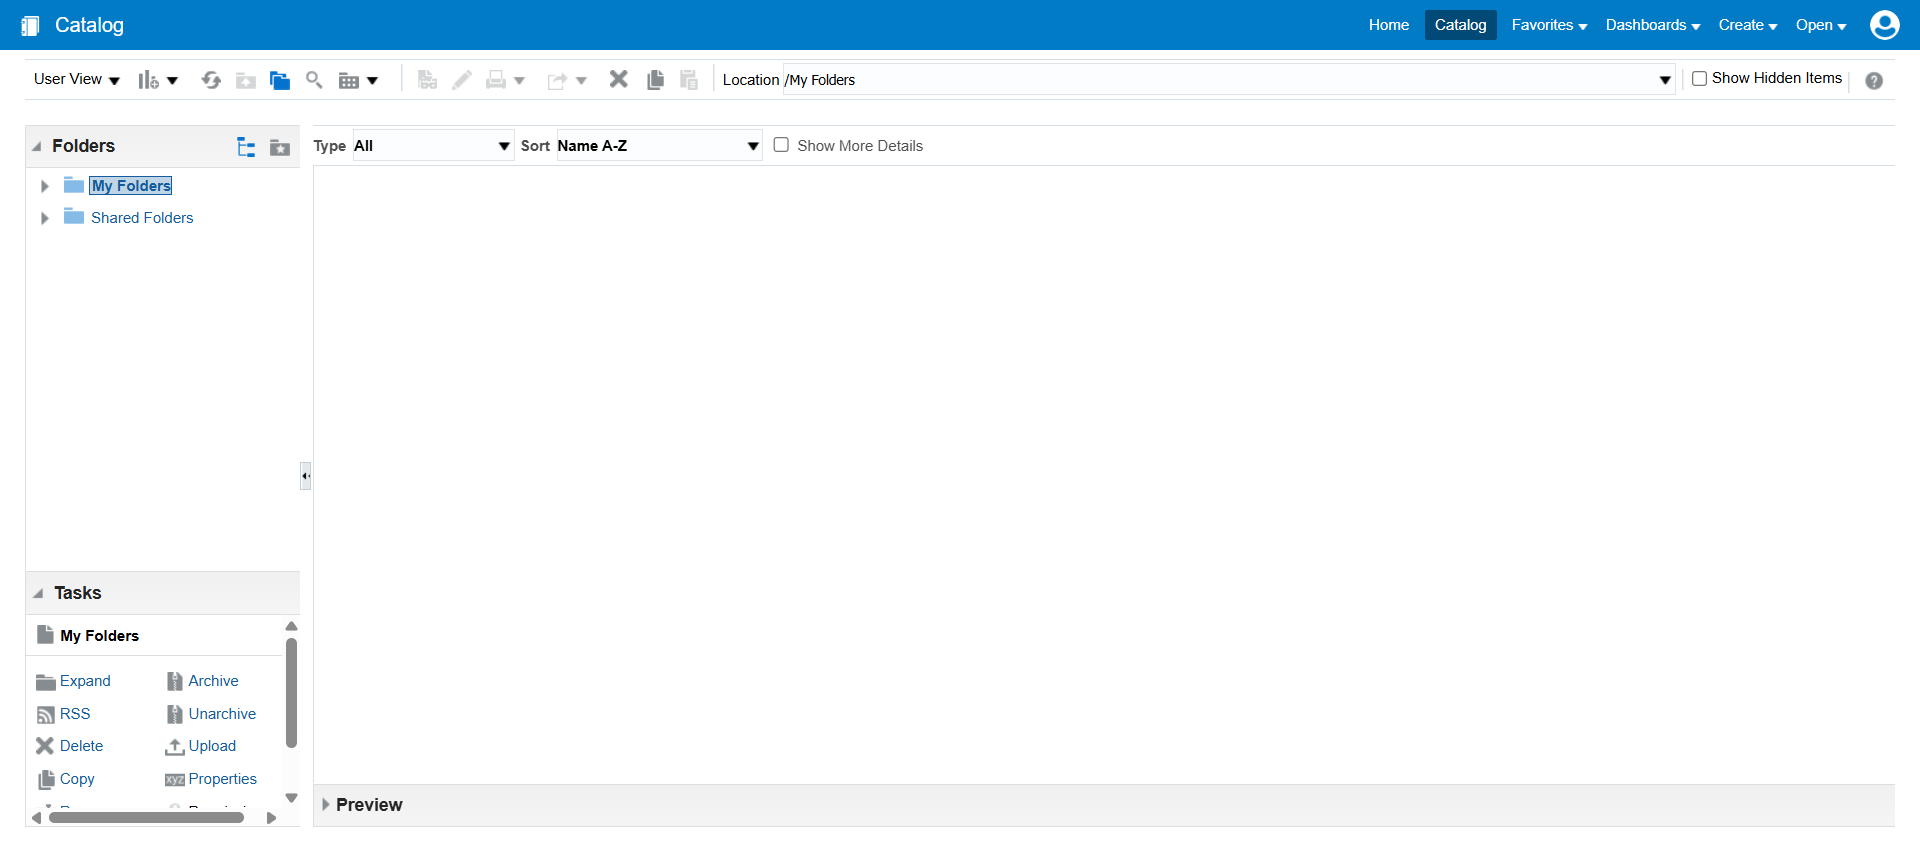 Catalog
Home Catalog Favorites Dashboards Create Open
User View
Location /My Folders
Show Hidden Items
Folders
My Folders
Shared Folders
Type All Sort Name A-Z Show More Details
Tasks
My Folders
Expand Archive
RSS Unarchive
Delete Upload
Copy xyz Properties
Preview